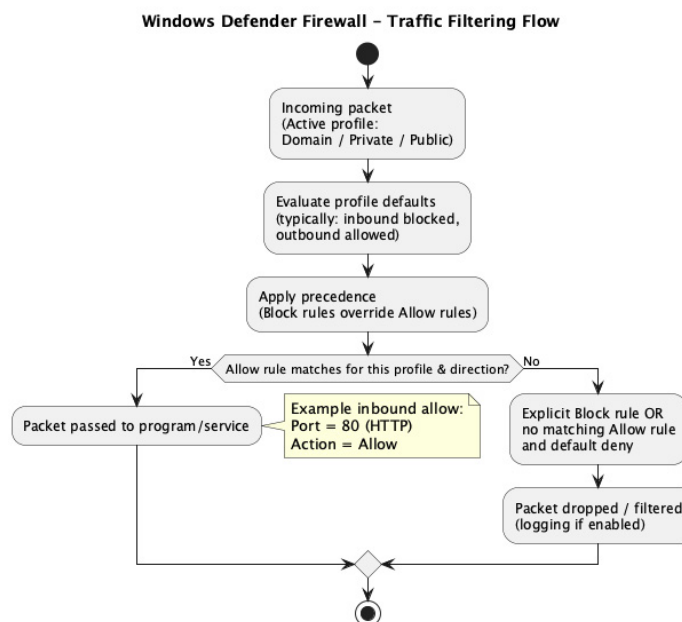 Windows Defender Firewall – Traffic Filtering Flow
Incoming packet
(Active profile:
Domain / Private / Public)
Evaluate profile defaults
(typically: inbound blocked,
outbound allowed)
Apply precedence
(Block rules override Allow rules)
Yes
Allow rule matches for this profile & direction?
No
Packet passed to program/service
Example inbound allow:
Port = 80 (HTTP)
Action = Allow
Explicit Block rule OR
no matching Allow rule
and default deny
Packet dropped / filtered
(logging if enabled)